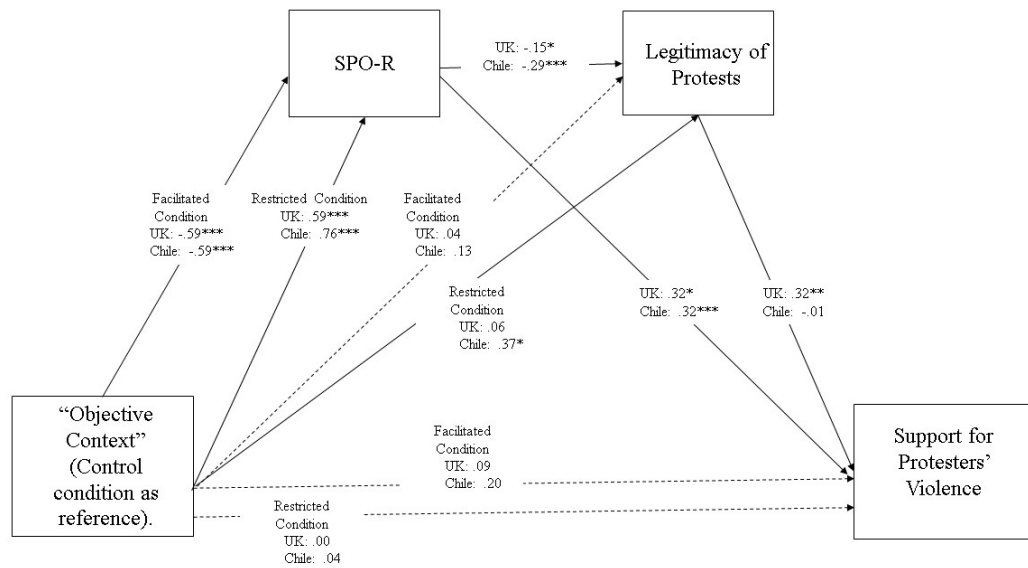 SPO-R
UK: -.15*
Chile: -.29***
Legitimacy of
Protests
Facilitated
Condition
UK: -.59***
Chile: -.59***
Restricted Condition
UK: .59***
Chile: .76***
Facilitated
Condition
UK: .04
Chile: .13
Restricted
Condition
UK: .06
Chile: .37*
UK: .32*
Chile: .32***
UK: .32**
Chile: -.01
“Objective
Context”
(Control
condition as
reference).
Facilitated
Condition
UK: .09
Chile: .20
Restricted
Condition
UK: .00
Chile: .04
Support for
Protesters’
Violence